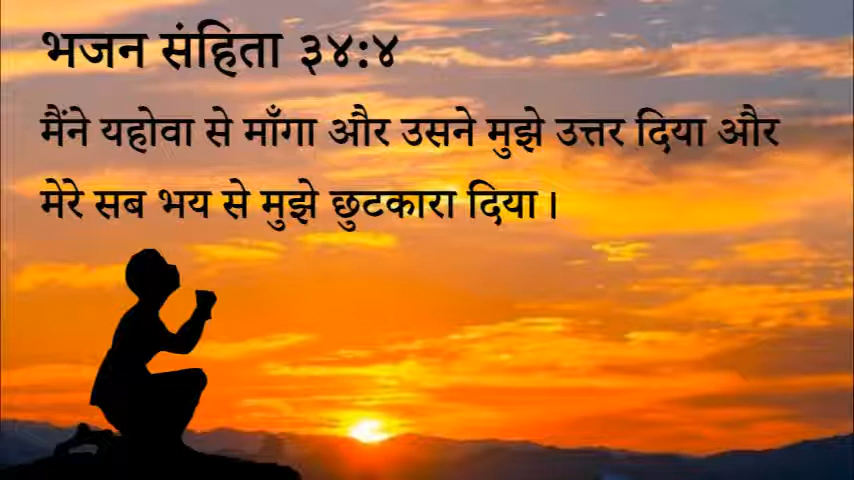 भजन संहिता ३४:४
मैंने यहोवा से माँगा और उसने मुझे उत्तर दिया और
मेरे सब भय से मुझे छुटकारा दिया।